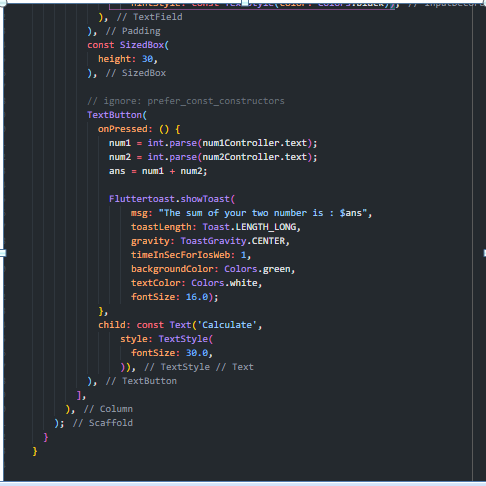 hintStyle: const TextStyle(color: Colors.black)), // InputDecor
), // TextField
), // Padding
const SizedBox(
height: 30,
), // SizedBox
// ignore: prefer_const_constructors
TextButton(
onPressed: () {
num1 = int.parse(num1Controller.text);
num2 = int.parse(num2Controller.text);
ans = num1 + num2;
Fluttertoast.showToast(
msg: "The sum of your two number is : $ans",
toastLength: Toast.LENGTH_LONG,
gravity: ToastGravity.CENTER,
timeInSecForIosWeb: 1,
backgroundColor: Colors.green,
textColor: Colors.white,
fontSize: 16.0);
},
child: const Text('Calculate',
style: TextStyle(
fontSize: 30.0,
)), // TextStyle // Text
), // TextButton
],
), // Column
); // Scaffold
}
}